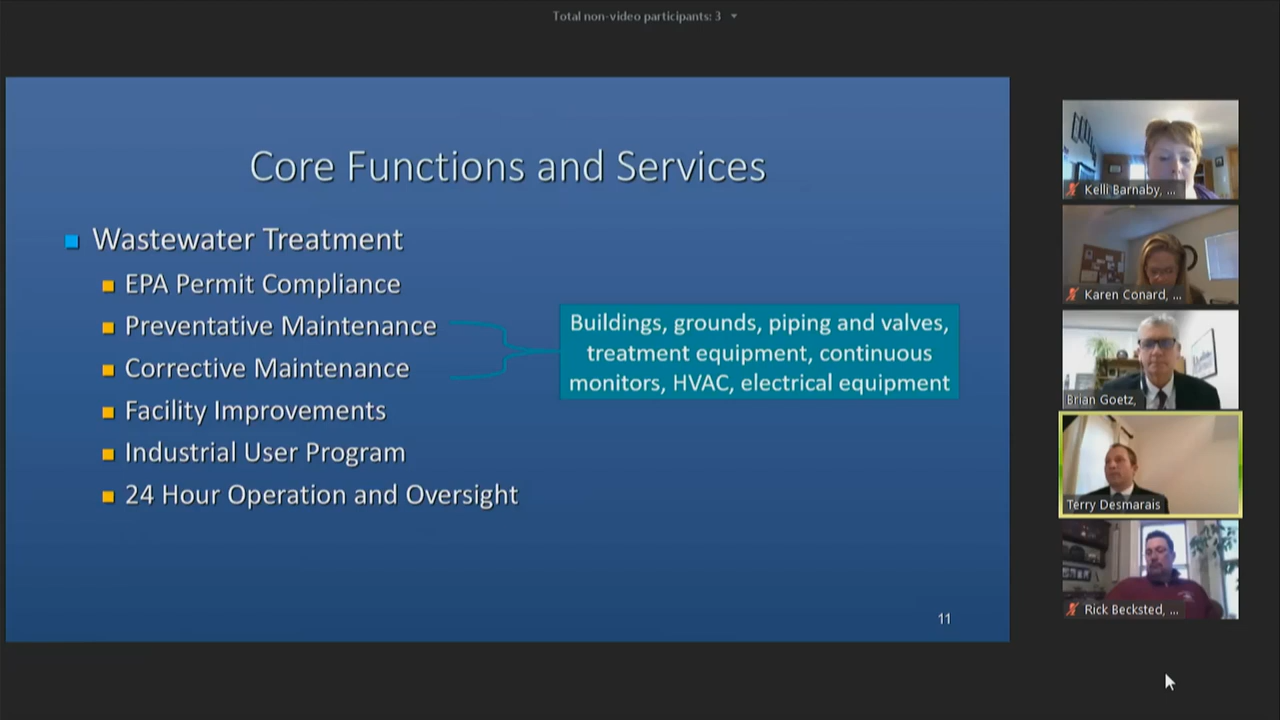 Total non-video participants: 3
Core Functions and Services
Wastewater Treatment
EPA Permit Compliance
Preventative Maintenance
Corrective Maintenance
Facility Improvements
Industrial User Program
24 Hour Operation and Oversight
Buildings, grounds, piping and valves,
treatment equipment, continuous
monitors, HVAC, electrical equipment
11
Kelli Barnaby, ...
Karen Conard, ...
Brian Goetz,
Terry Desmarais
Rick Becksted, ...